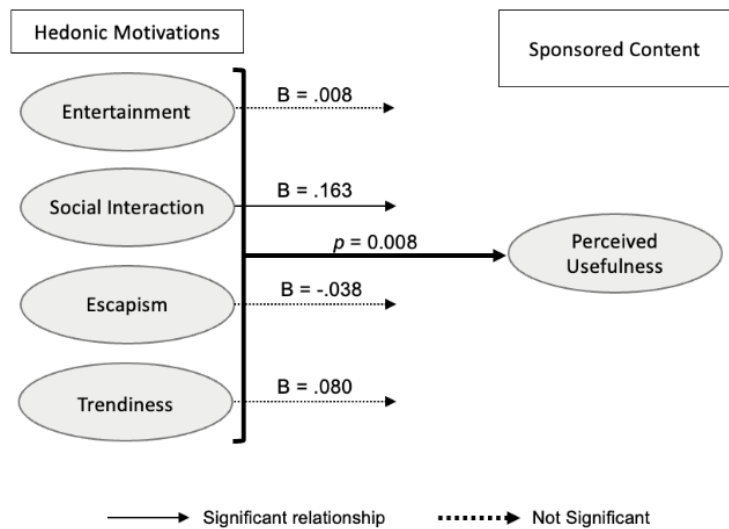 Hedonic Motivations
Sponsored Content
Entertainment
B = .008
Social Interaction
B = .163
p = 0.008
Perceived
Usefulness
Escapism
B = -.038
Trendiness
B = .080
Significant relationship
Not Significant